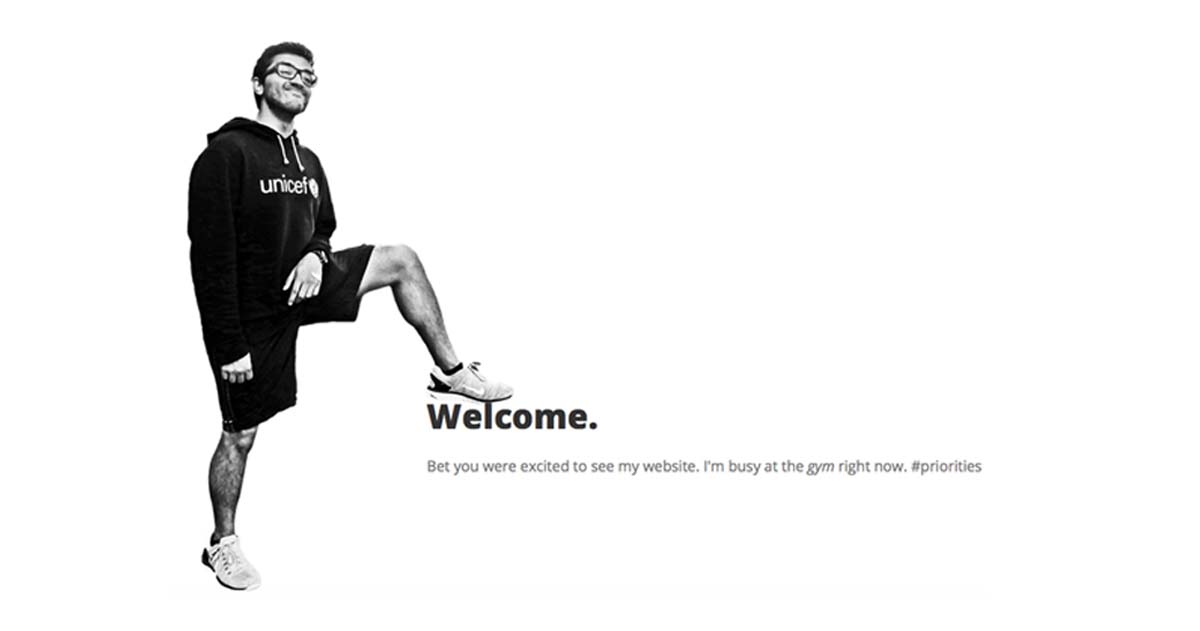 unicef
Welcome.
Bet you were excited to see my website. I'm busy at the gym right now. #priorities